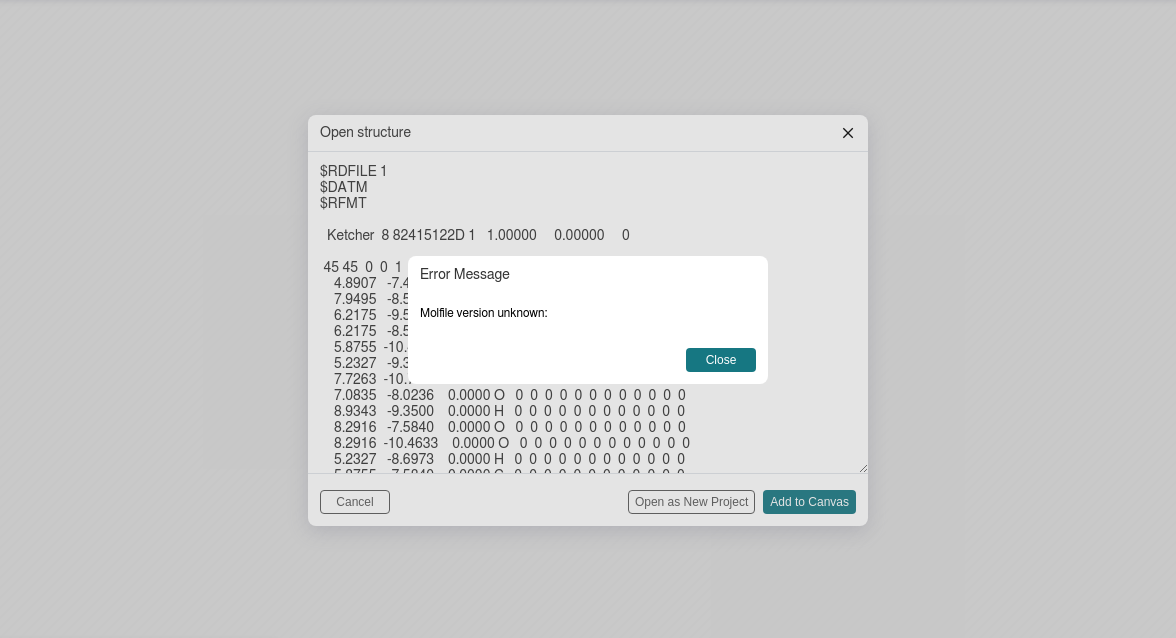 Open structure
$RDFILE 1
$DATM
$RFMT
Ketcher 8 82415122D 1 1.00000 0.00000 0
45 45 0 0 1
4.8907 -7.4
7.9495 -8.5
6.2175 -9.5
6.2175 -8.5
5.8755 -10.
5.2327 -9.3
7.7263 -10.
Error Message
Molfile version unknown:
Close
7.0835 -8.0236 0.0000 O 0 0 0 0 0 0 0 0 0 0 0 0
8.9343 -9.3500 0.0000 H 0 0 0 0 0 0 0 0 0 0 0 0
8.2916 -7.5840 0.0000 O 0 0 0 0 0 0 0 0 0 0 0 0
8.2916 -10.4633 0.0000 O 0 0 0 0 0 0 0 0 0 0 0 0
5.2327 -8.6973 0.0000 H 0 0 0 0 0 0 0 0 0 0 0 0
Cancel
Open as New Project
Add to Canvas